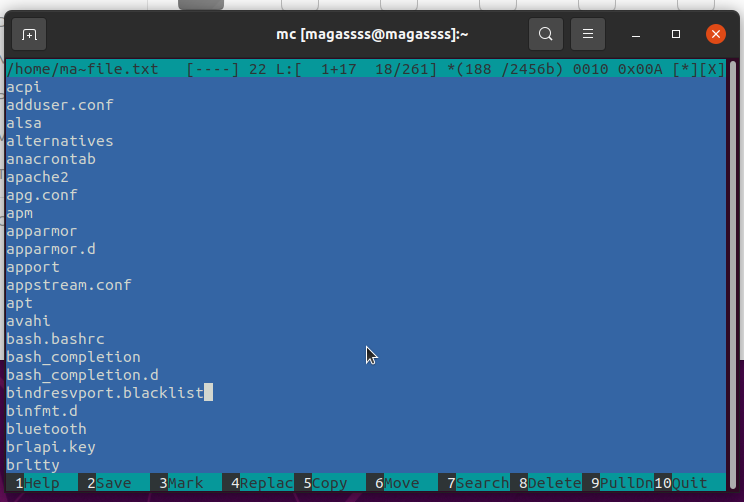 mc [magassss@magassss]:~
/home/ma~file.txt   [----] 22 L:[  1+17  18/261] *(188 /2456b) 0010 0x00A [*][X]
acpi
adduser.conf
alsa
alternatives
anacrontab
apache2
apg.conf
apm
apparmor
apparmor.d
apport
appstream.conf
apt
avahi
bash.bashrc
bash_completion
bash_completion.d
bindresvport.blacklist
binfmt.d
bluetooth
brlapi.key
brltty
1Help 2Save 3Mark 4Replac 5Copy 6Move 7Search 8Delete 9PullDn 10Quit